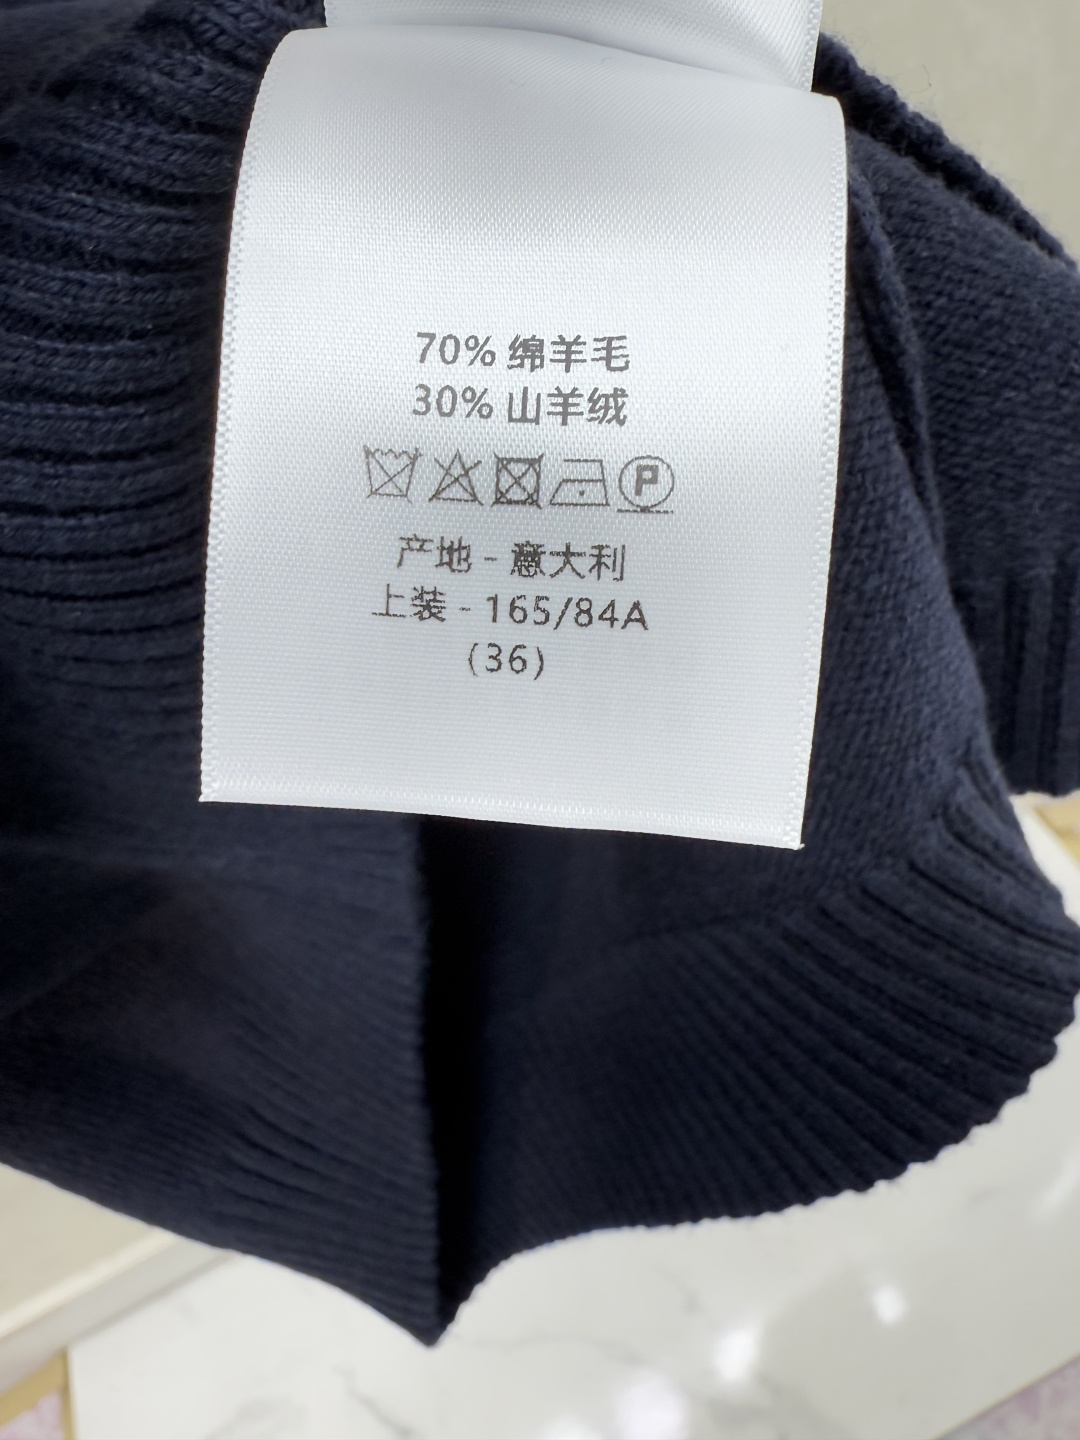 70% 绵羊毛
30% 山羊绒
P
产地 - 意大利
上装 - 165/84A
(36)